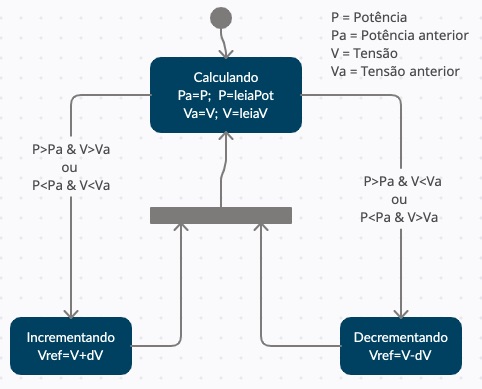 P = Potência
Pa = Potência anterior
V = Tensão
Va = Tensão anterior
Calculando
Pa=P; P=leiaPot
Va=V; V=leiaV
P>Pa & V>Va
ou
P<Pa & V<Va
P>Pa & V<Va
ou
P<Pa & V>Va
Incrementando
Vref=V+dV
Decrementando
Vref=V-dV